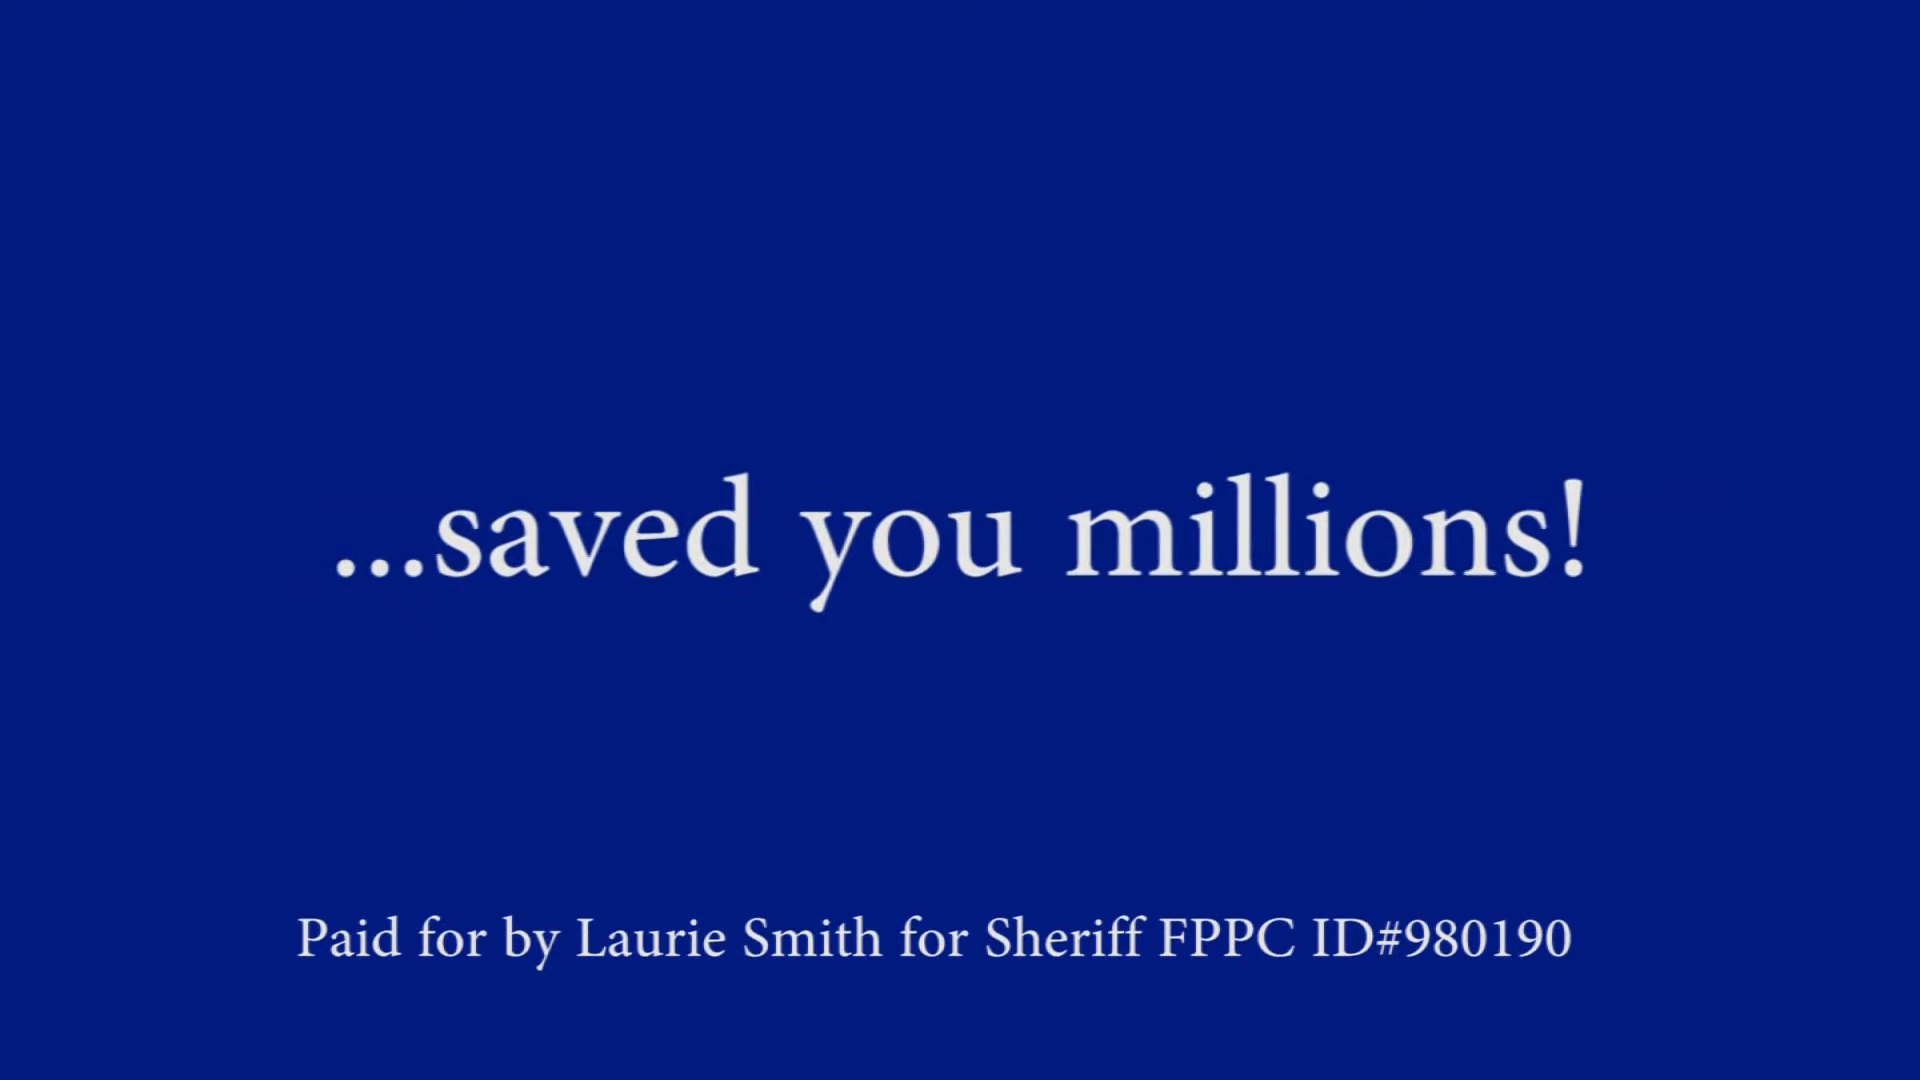 ...saved you millions!
Paid for by Laurie Smith for Sheriff FPPC ID#980190